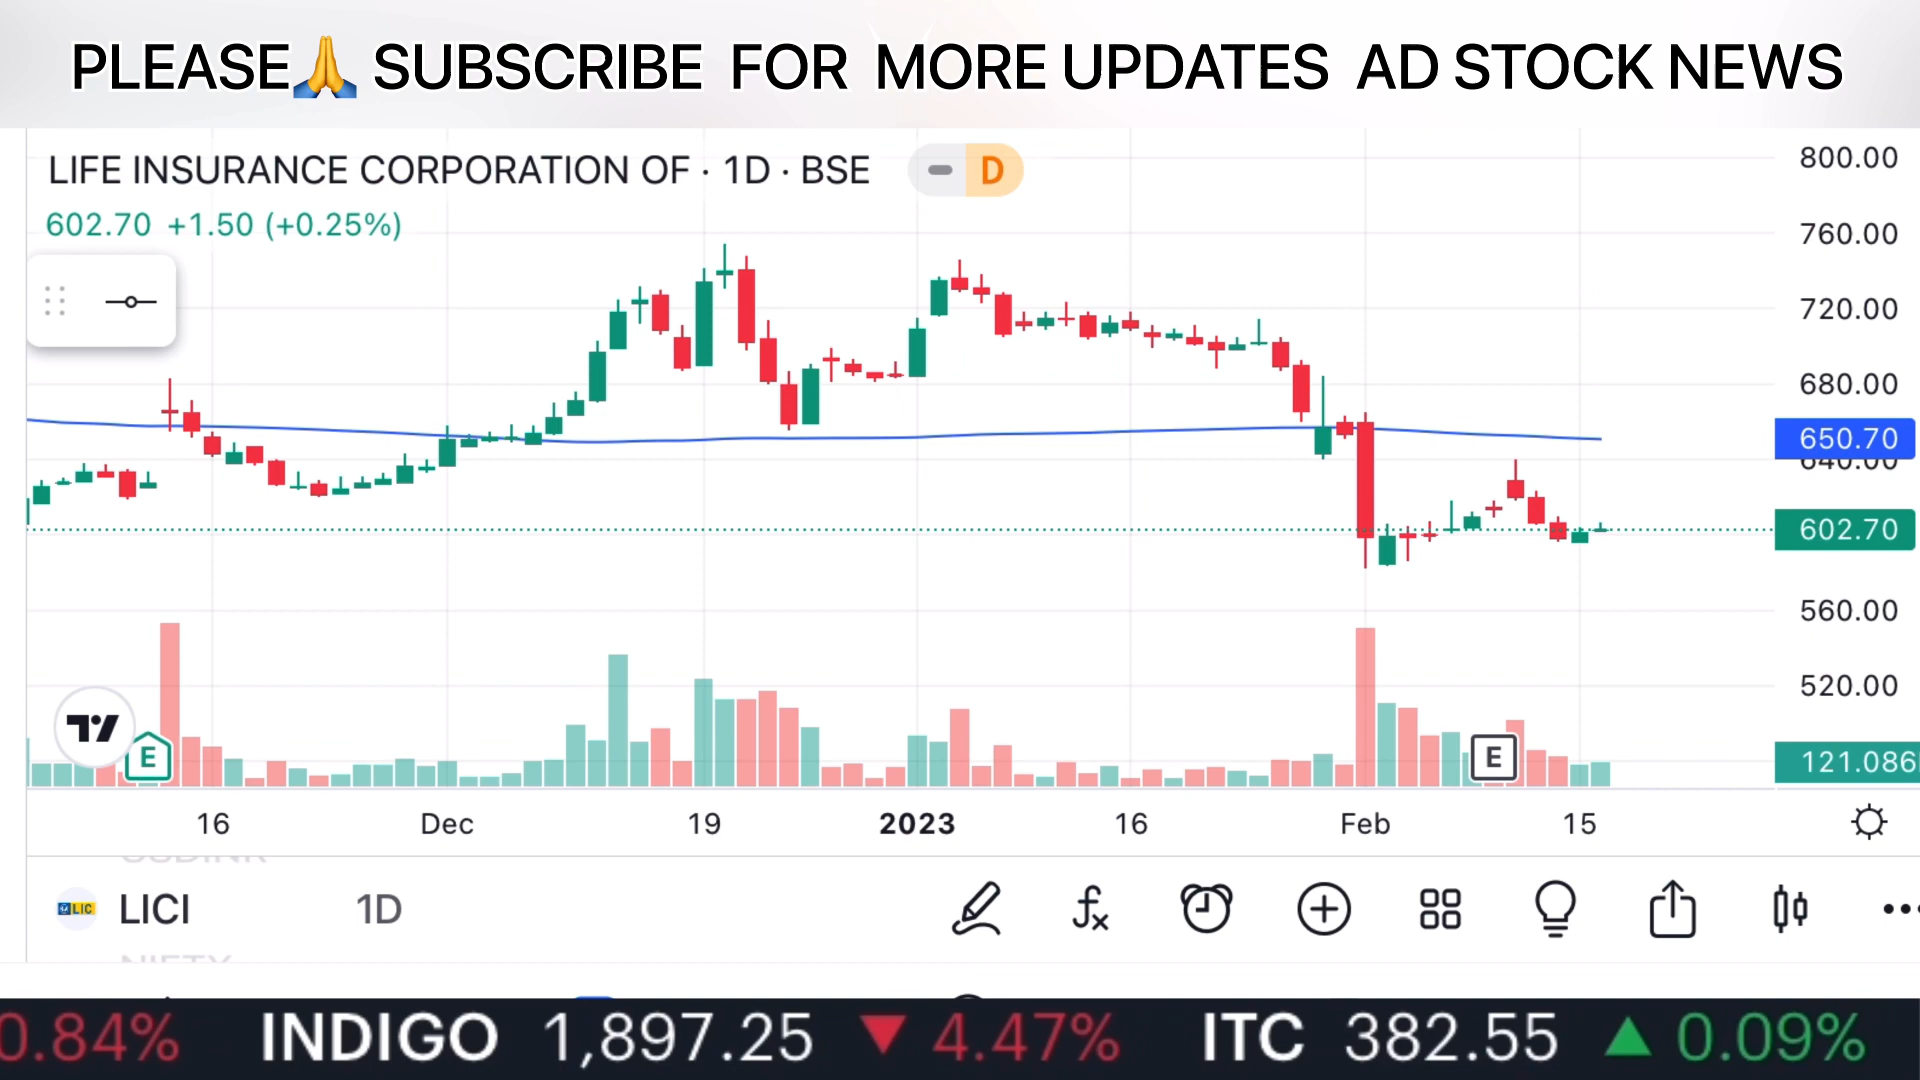 PLEASE🙏 SUBSCRIBE FOR MORE UPDATES AD STOCK NEWS
LIFE INSURANCE CORPORATION OF · 1D · BSE D
602.70 +1.50 (+0.25%)
800.00
760.00
720.00
680.00
650.70
640.00
602.70
560.00
520.00
121.086
E
E
16 Dec 19 2023 16 Feb 15
LIC LICI 1D
0.84% INDIGO 1,897.25 ▼ 4.47% ITC 382.55 ▲ 0.09%